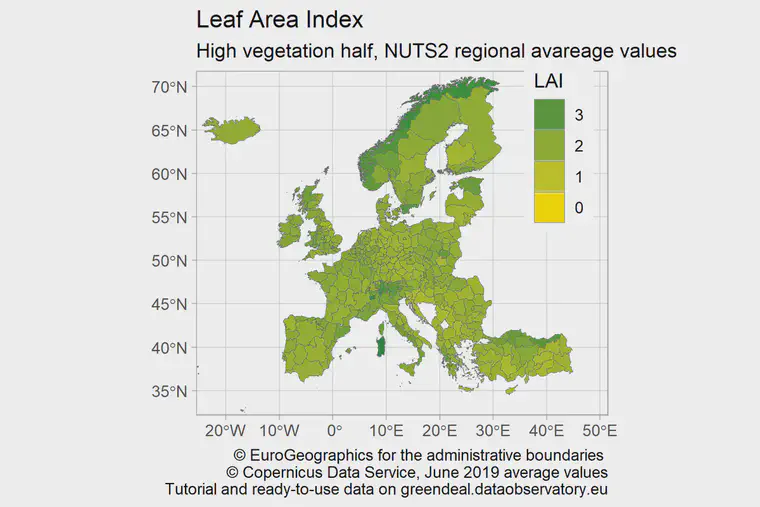 Leaf Area Index
High vegetation half, NUTS2 regional avareage values
LAI
3
2
1
0
70°N
65°N
60°N
55°N
50°N
45°N
40°N
35°N
20°W
10°W
0°
10°E
20°E
30°E
40°E
50°E
© EuroGeographics for the administrative boundaries
© Copernicus Data Service, June 2019 average values
Tutorial and ready-to-use data on greendeal.dataobservatory.eu